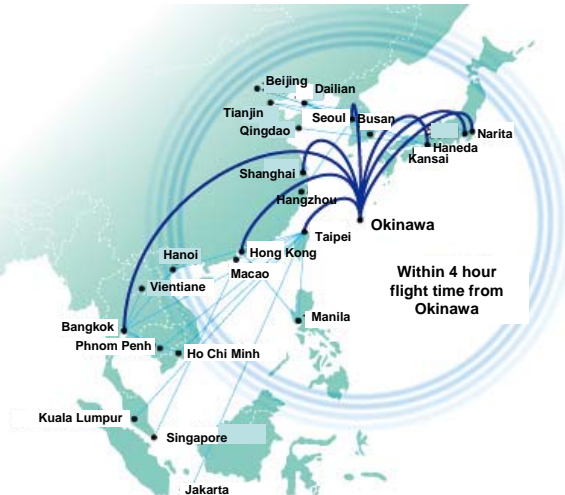 Beijing
Dailian
Tianjin
Seoul
Busan
Qingdao
Narita
Haneda
Kansai
Shanghai
Hangzhou
Okinawa
Taipei
Hanoi
Hong Kong
Macao
Within 4 hour
flight time from
Okinawa
Vientiane
Manila
Bangkok
Phnom Penh
Ho Chi Minh
Kuala Lumpur
Singapore
Jakarta